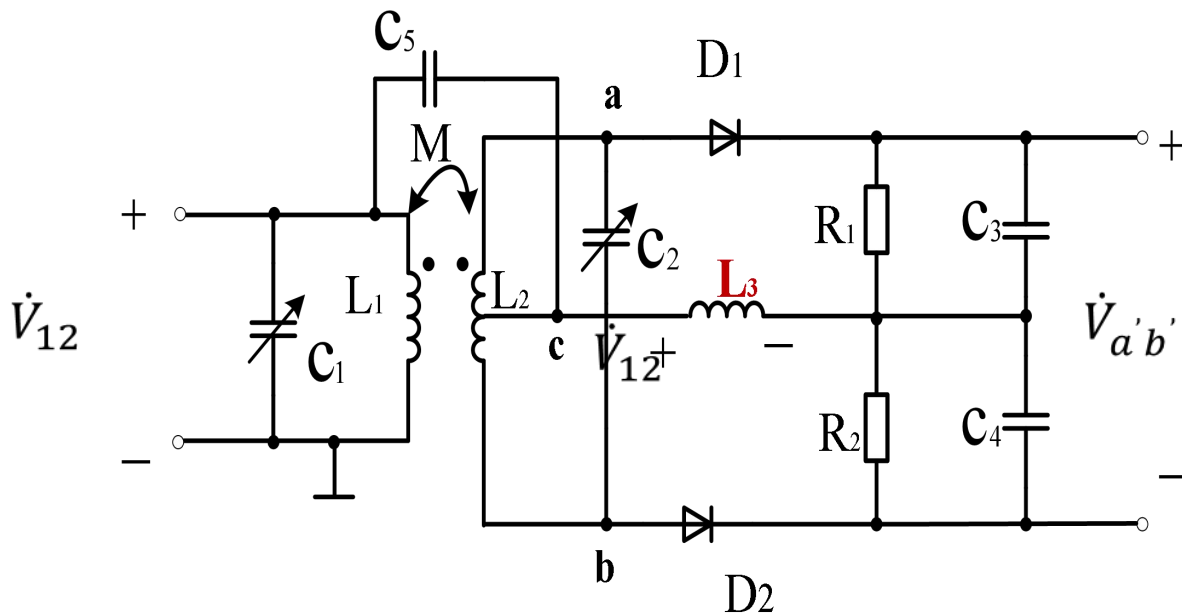 C₅
D₁
a
M
+
+
R₁
C₃
C₂
L₁
L₂
L₃
V̇₁₂
c
V̇₁₂
+
−
V̇a'b'
C₁
R₂
C₄
−
−
b
D₂